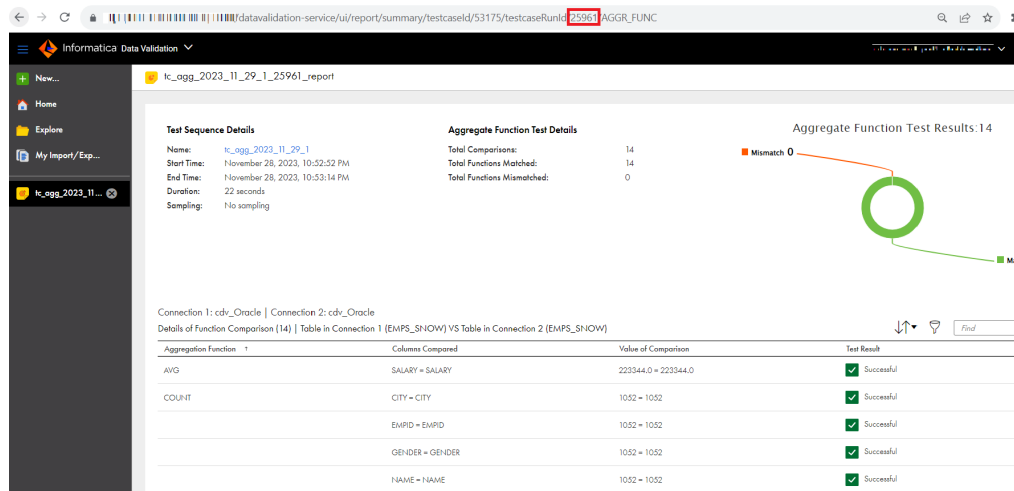 /datavalidation-service/ui/report/summary/testcaseId/53175/testcaseRunId/25961/AGGR_FUNC
Informatica Data Validation
New...
tc_agg_2023_11_29_1_25961_report
Home
Explore
My Import/Exp...
tc_agg_2023_11...
Test Sequence Details
Name: tc_agg_2023_11_29_1
Start Time: November 28, 2023, 10:52:52 PM
End Time: November 28, 2023, 10:53:14 PM
Duration: 22 seconds
Sampling: No sampling
Aggregate Function Test Details
Total Comparisons: 14
Total Functions Matched: 14
Total Functions Mismatched: 0
Aggregate Function Test Results:14
Mismatch 0
Connection 1: cdv_Oracle | Connection 2: cdv_Oracle
Details of Function Comparison (14) | Table in Connection 1 (EMPS_SNOW) VS Table in Connection 2 (EMPS_SNOW)
Find
Aggregation Function ↑ Columns Compared Value of Comparison Test Result
AVG SALARY = SALARY 223344.0 = 223344.0 Successful
COUNT CITY = CITY 1052 = 1052 Successful
EMPID = EMPID 1052 = 1052 Successful
GENDER = GENDER 1052 = 1052 Successful
NAME = NAME 1052 = 1052 Successful